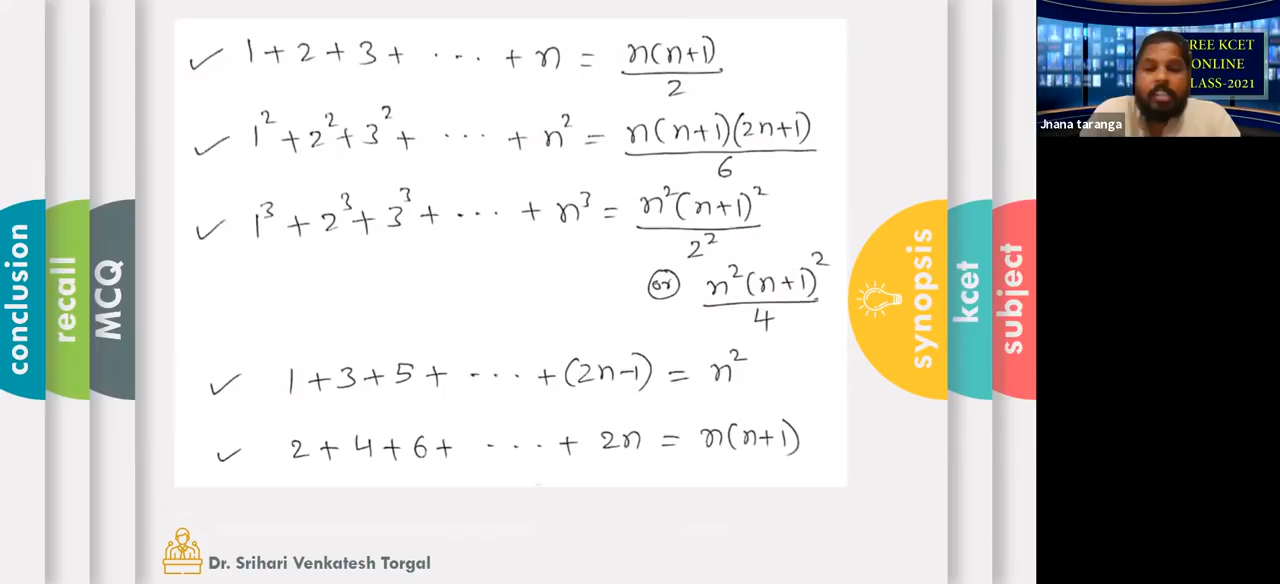 ✓ 1 + 2 + 3 + ... + n = n(n+1)/2
✓ 1² + 2² + 3² + ... + n² = n(n+1)(2n+1)/6
✓ 1³ + 2³ + 3³ + ... + n³ = n²(n+1)²/2²
(or) n²(n+1)²/4
✓ 1 + 3 + 5 + ... + (2n-1) = n²
✓ 2 + 4 + 6 + ... + 2n = n(n+1)
conclusion
recall
MCQ
synopsis
kcet
subject
Dr. Srihari Venkatesh Torgal
REE KCET
ONLINE
LASS-2021
Jnana taranga